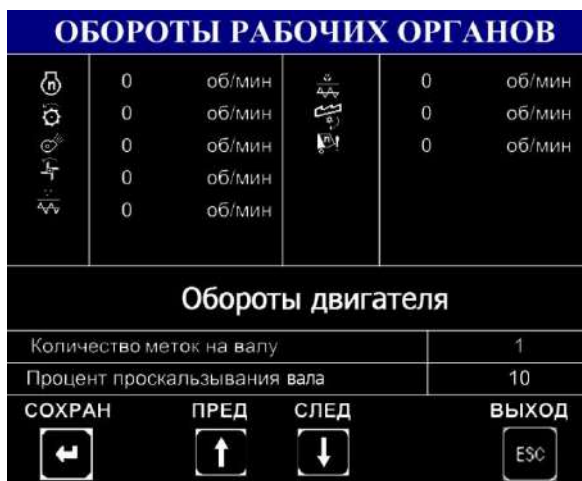 ОБОРОТЫ РАБОЧИХ ОРГАНОВ
0 об/мин 0 об/мин
0 об/мин 0 об/мин
0 об/мин 0 об/мин
0 об/мин
0 об/мин
Обороты двигателя
Количество меток на валу 1
Процент проскальзывания вала 10
СОХРАН ПРЕД СЛЕД ВЫХОД
ESC